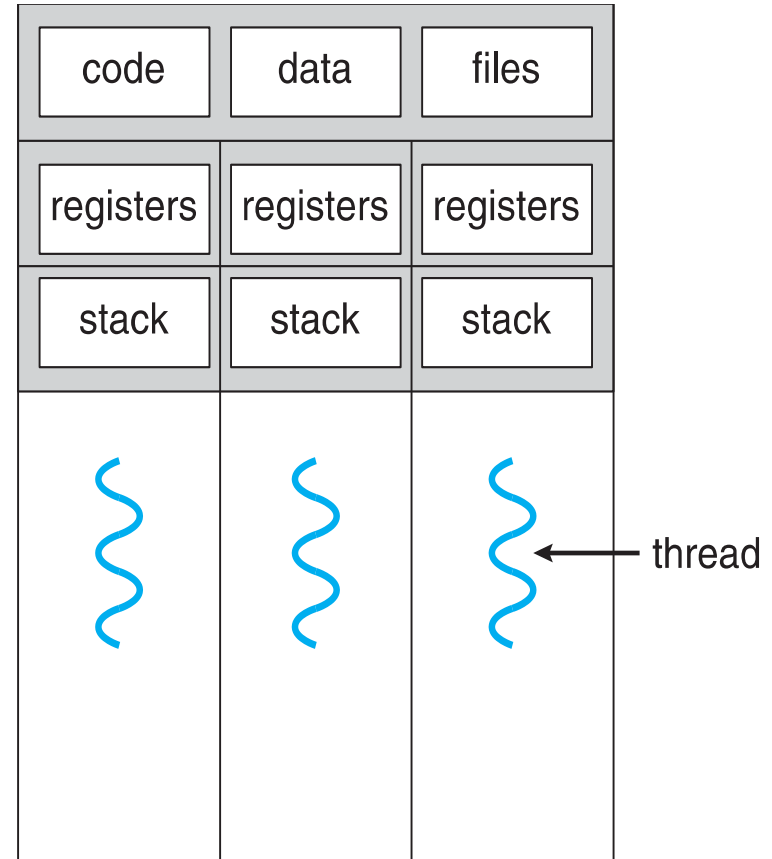 code data files
registers registers registers
stack stack stack
thread